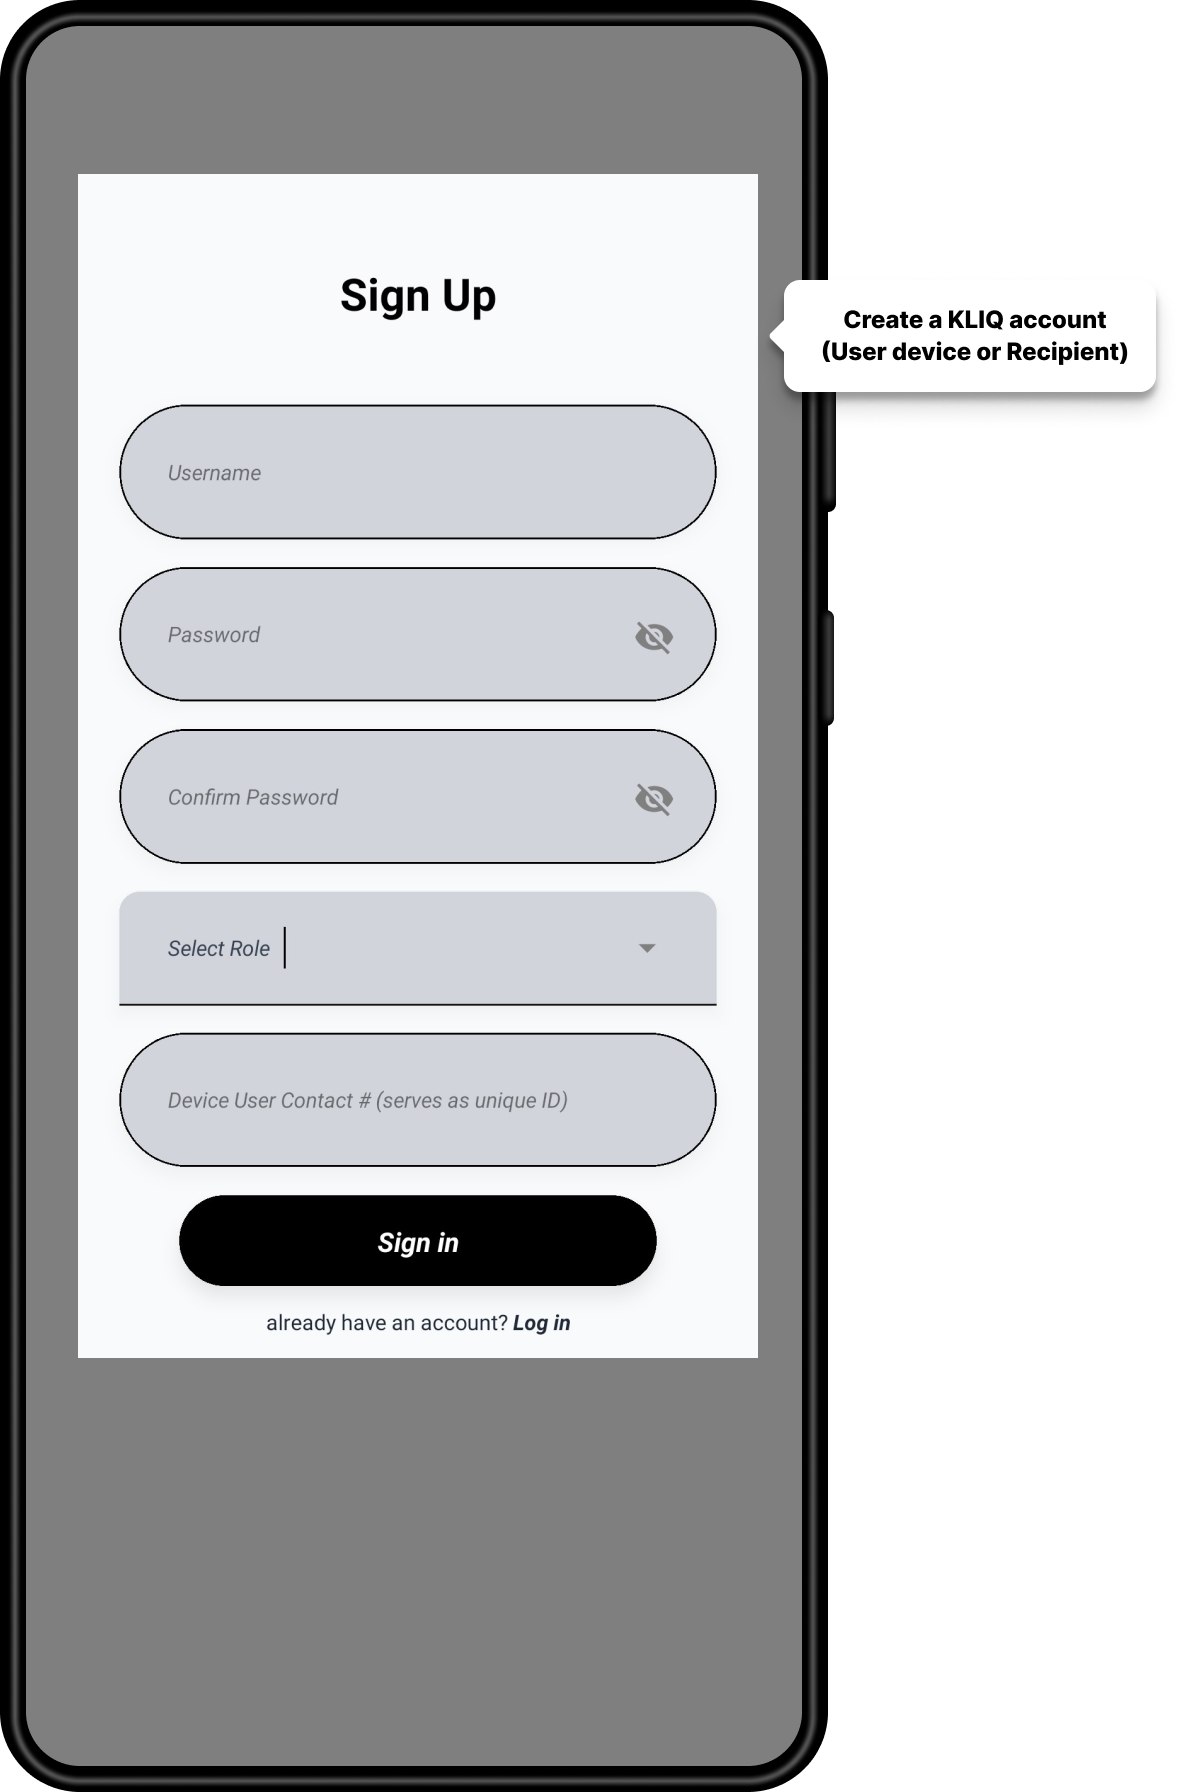 Sign Up
Create a KLIQ account
(User device or Recipient)
Username
Password
Confirm Password
Select Role
Device User Contact # (serves as unique ID)
Sign in
already have an account? Log in